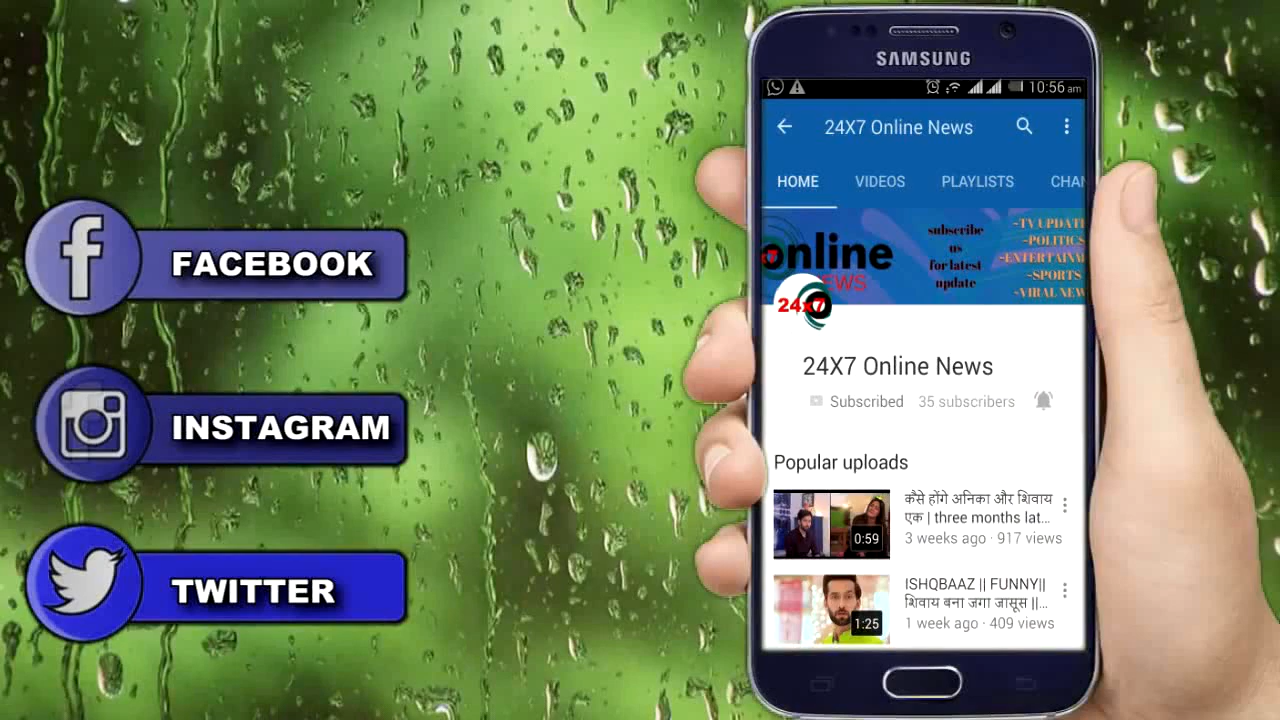 FACEBOOK
INSTAGRAM
TWITTER
SAMSUNG
10:56 am
24X7 Online News
HOME VIDEOS PLAYLISTS CHAN
online
NEWS
24x7
subscribe
us
for latest
update
~TV UPDATE
~POLITICS
~ENTERTAINM
~SPORTS
~VIRAL NEW
24X7 Online News
Subscribed 35 subscribers
Popular uploads
0:59
कैसे होंगे अनिका और शिवाय
एक | three months lat...
3 weeks ago · 917 views
1:25
ISHQBAAZ || FUNNY||
शिवाय बना जगा जासूस ||...
1 week ago · 409 views